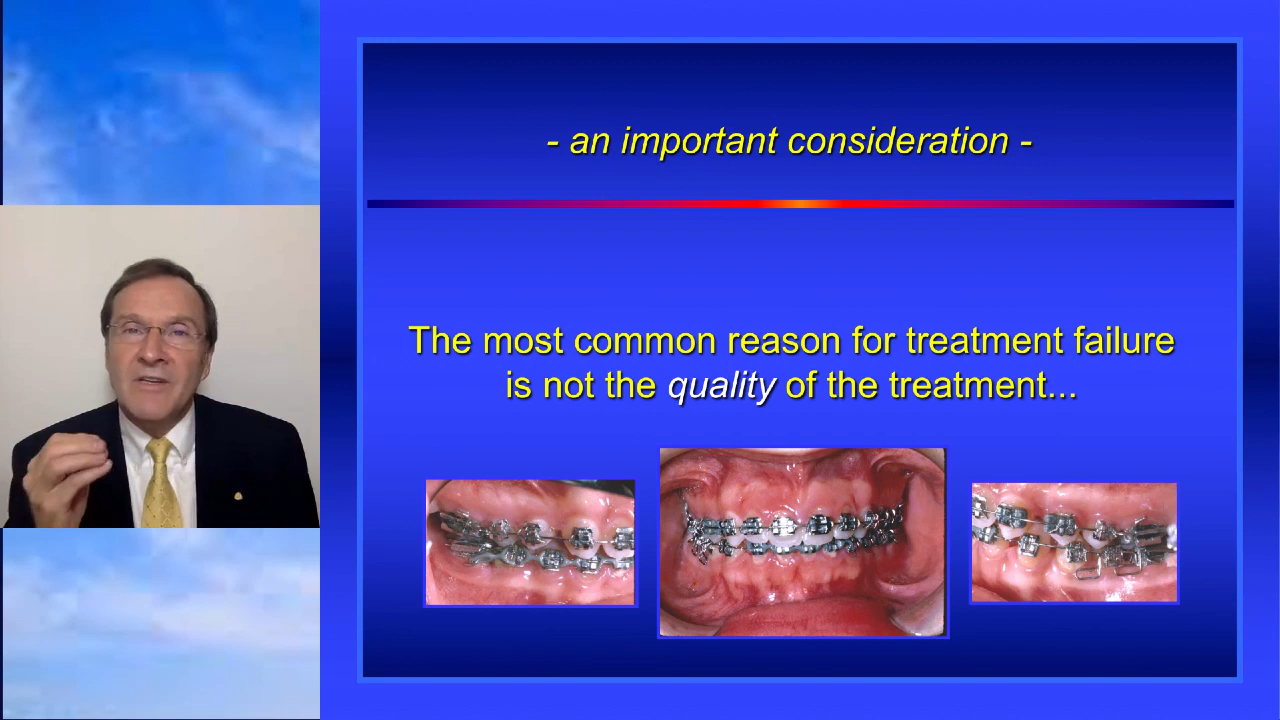 - an important consideration -
The most common reason for treatment failure
is not the quality of the treatment...